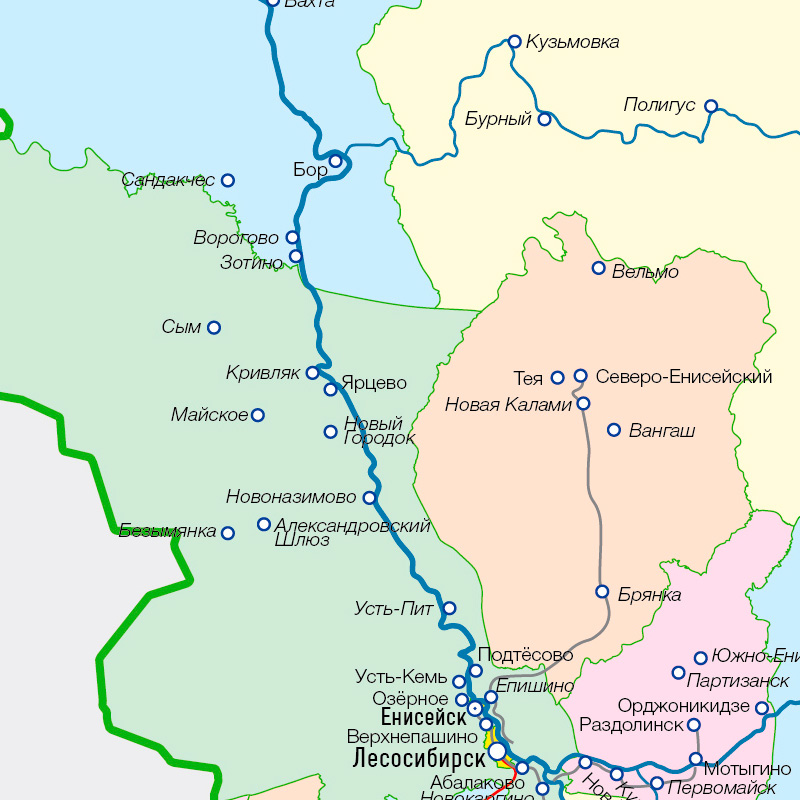 Вахта
Кузьмовка
Полигус
Бурный
Бор
Сандакчес
Ворогово
Зотино
Вельмо
Сым
Кривляк
Ярцево
Тея
Северо-Енисейский
Новая Калами
Майское
Новый
Городок
Вангаш
Новоназимово
Александровский
Шлюз
Безымянка
Брянка
Усть-Пит
Подтёсово
Южно-Ени
Усть-Кемь
Епишино
Партизанск
Озёрное
Орджоникидзе
Енисейск
Раздолинск
Верхнепашино
Лесосибирск
Мотыгино
Абалаково
Первомайск